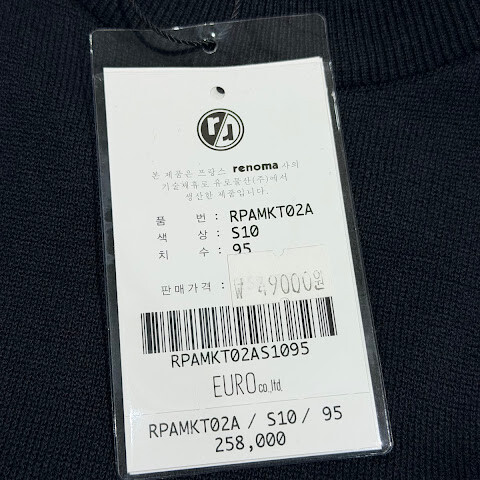 본 제품은 프랑스 renoma 사의
기술제휴로 유로물산(주)에서
생산한 제품입니다.
품 번 : RPAMKT02A
색 상 : S10
치 수 : 95
판매가격 : ₩ 49000원
RPAMKT02AS1095
EURO co.,ltd.
RPAMKT02A / S10 / 95
258,000